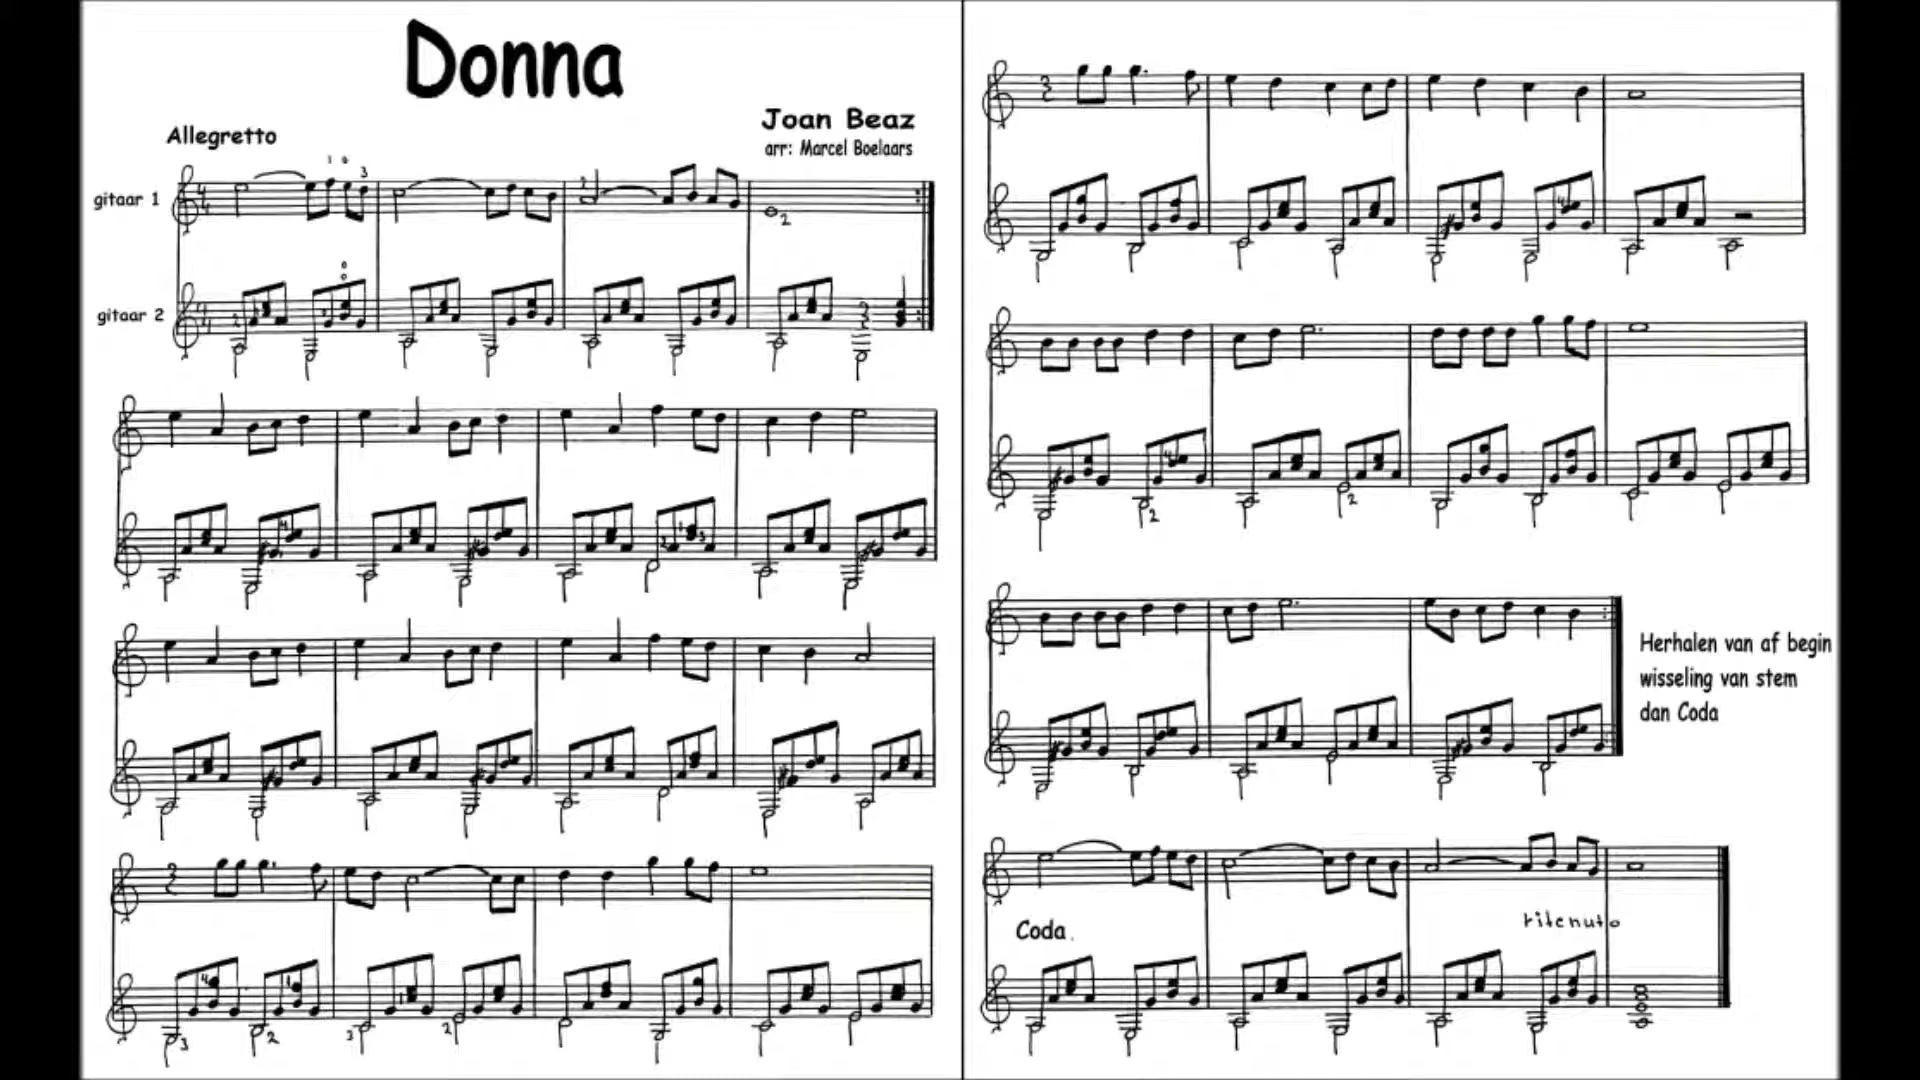 Donna
Joan Beaz
Allegretto
arr: Marcel Boelaars
gitaar 1
gitaar 2
Herhalen van af begin
wisseling van stem
dan Coda
Coda.
ritenuto